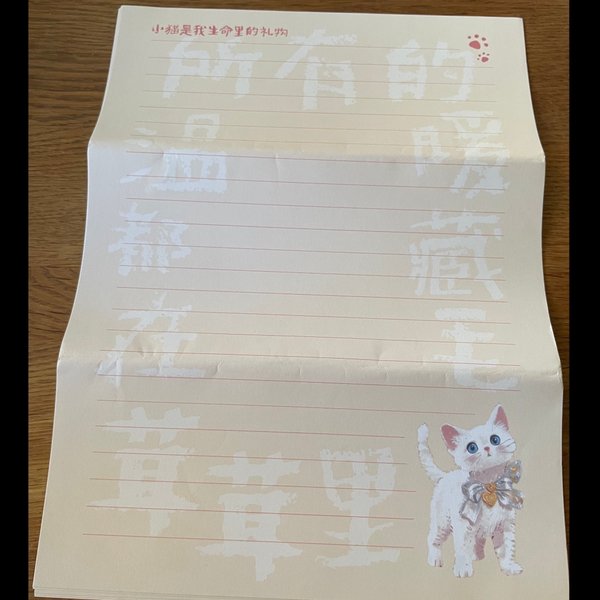 小猫是我生命里的礼物
所有的
温暖
都藏
在毛
茸茸里